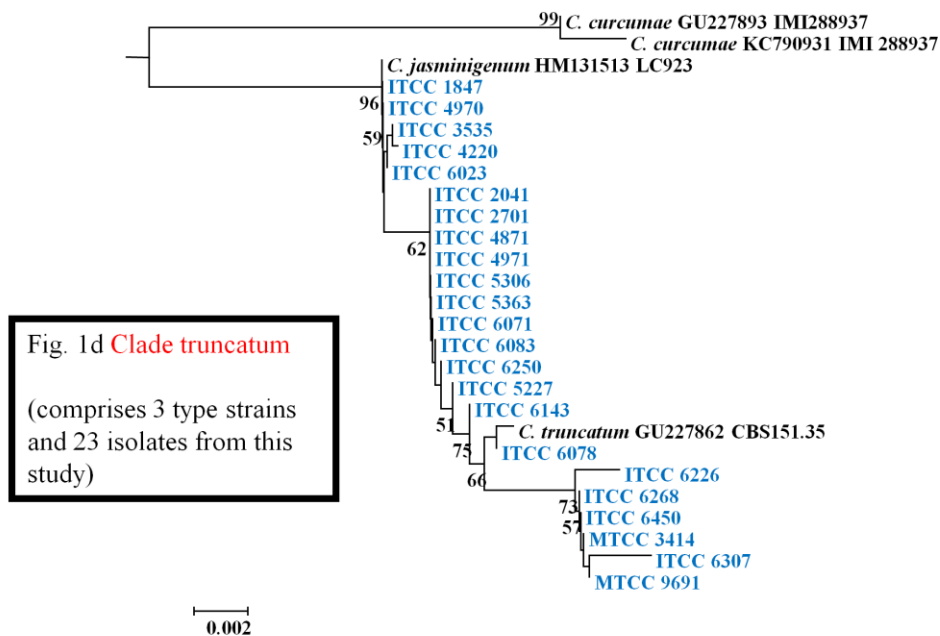 99
C. curcumae GU227893 IMI288937
C. curcumae KC790931 IMI 288937
C. jasminigenum HM131513 LC923
ITCC 1847
96
ITCC 4970
ITCC 3535
59
ITCC 4220
ITCC 6023
ITCC 2041
ITCC 2701
62
ITCC 4871
ITCC 4971
ITCC 5306
ITCC 5363
ITCC 6071
ITCC 6083
ITCC 6250
ITCC 5227
ITCC 6143
51
C. truncatum GU227862 CBS151.35
75
ITCC 6078
66
ITCC 6226
ITCC 6268
73
ITCC 6450
57
MTCC 3414
ITCC 6307
MTCC 9691
Fig. 1d Clade truncatum
(comprises 3 type strains
and 23 isolates from this
study)
0.002